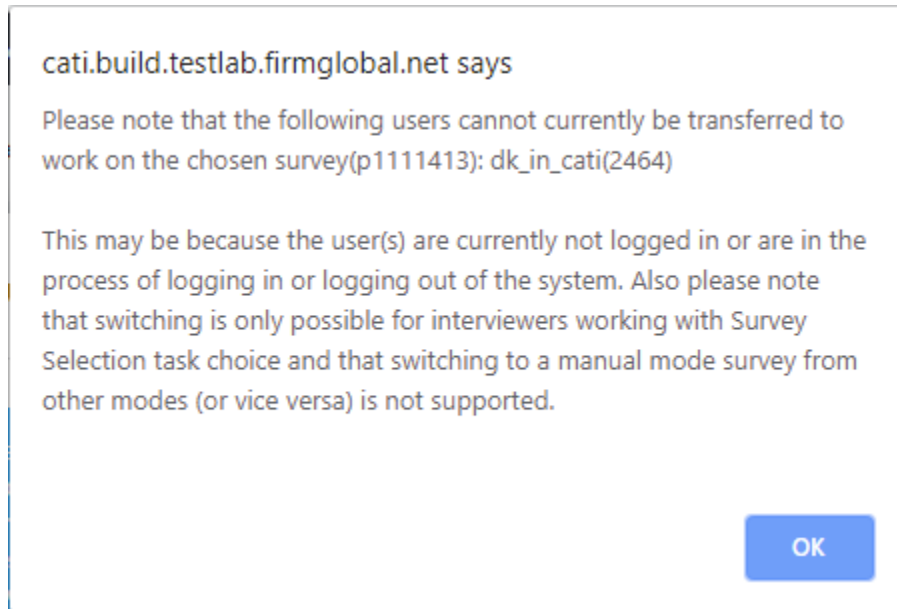 cati.build.testlab.firmglobal.net says
Please note that the following users cannot currently be transferred to
work on the chosen survey(p1111413): dk_in_cati(2464)
This may be because the user(s) are currently not logged in or are in the
process of logging in or logging out of the system. Also please note
that switching is only possible for interviewers working with Survey
Selection task choice and that switching to a manual mode survey from
other modes (or vice versa) is not supported.
OK